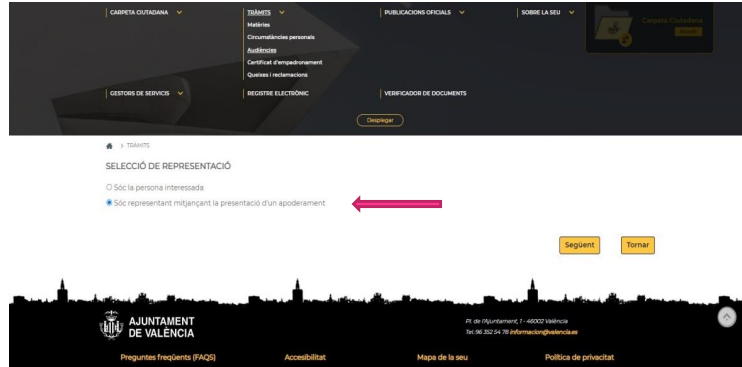 CARPETA CIUTADANA
TRÀMITS
PUBLICACIONS OFICIALS
SOBRE LA SEU
Carpeta Ciutadana
Matèries
Circumstàncies personals
Audiències
Certificat d'empadronament
Queixes i reclamacions
GESTORS DE SERVICIS
REGISTRE ELECTRÒNIC
VERIFICADOR DE DOCUMENTS
Desplegar
> TRÀMITS
SELECCIÓ DE REPRESENTACIÓ
Sóc la persona interessada
Sóc representant mitjançant la presentació d'un apoderament
Següent
Tornar
AJUNTAMENT
DE VALÈNCIA
Pl. de l'Ajuntament, 1 - 46002 València
Tel: 96 352 54 78 informacion@valencia.es
Preguntes freqüents (FAQS)
Accesibilitat
Mapa de la seu
Política de privacitat